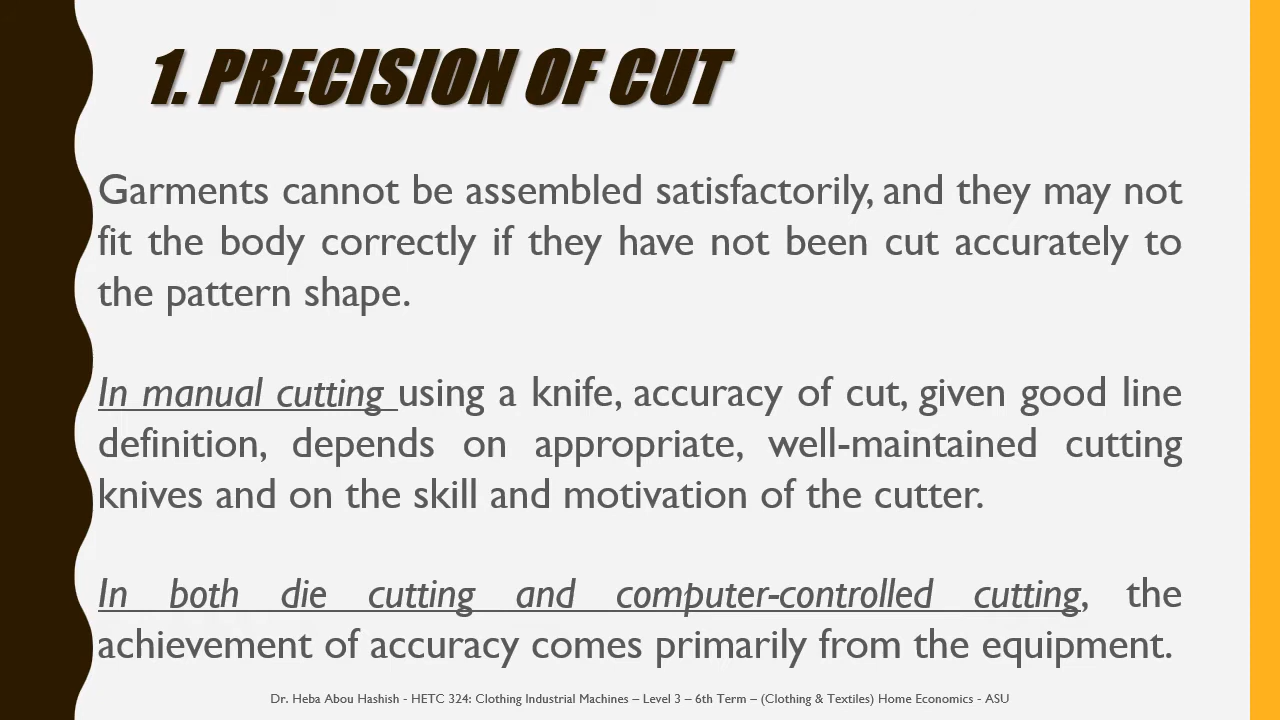 1. PRECISION OF CUT
Garments cannot be assembled satisfactorily, and they may not
fit the body correctly if they have not been cut accurately to
the pattern shape.
In manual cutting using a knife, accuracy of cut, given good line
definition, depends on appropriate, well-maintained cutting
knives and on the skill and motivation of the cutter.
In both die cutting and computer-controlled cutting, the
achievement of accuracy comes primarily from the equipment.
Dr. Heba Abou Hashish - HETC 324: Clothing Industrial Machines – Level 3 – 6th Term – (Clothing & Textiles) Home Economics - ASU